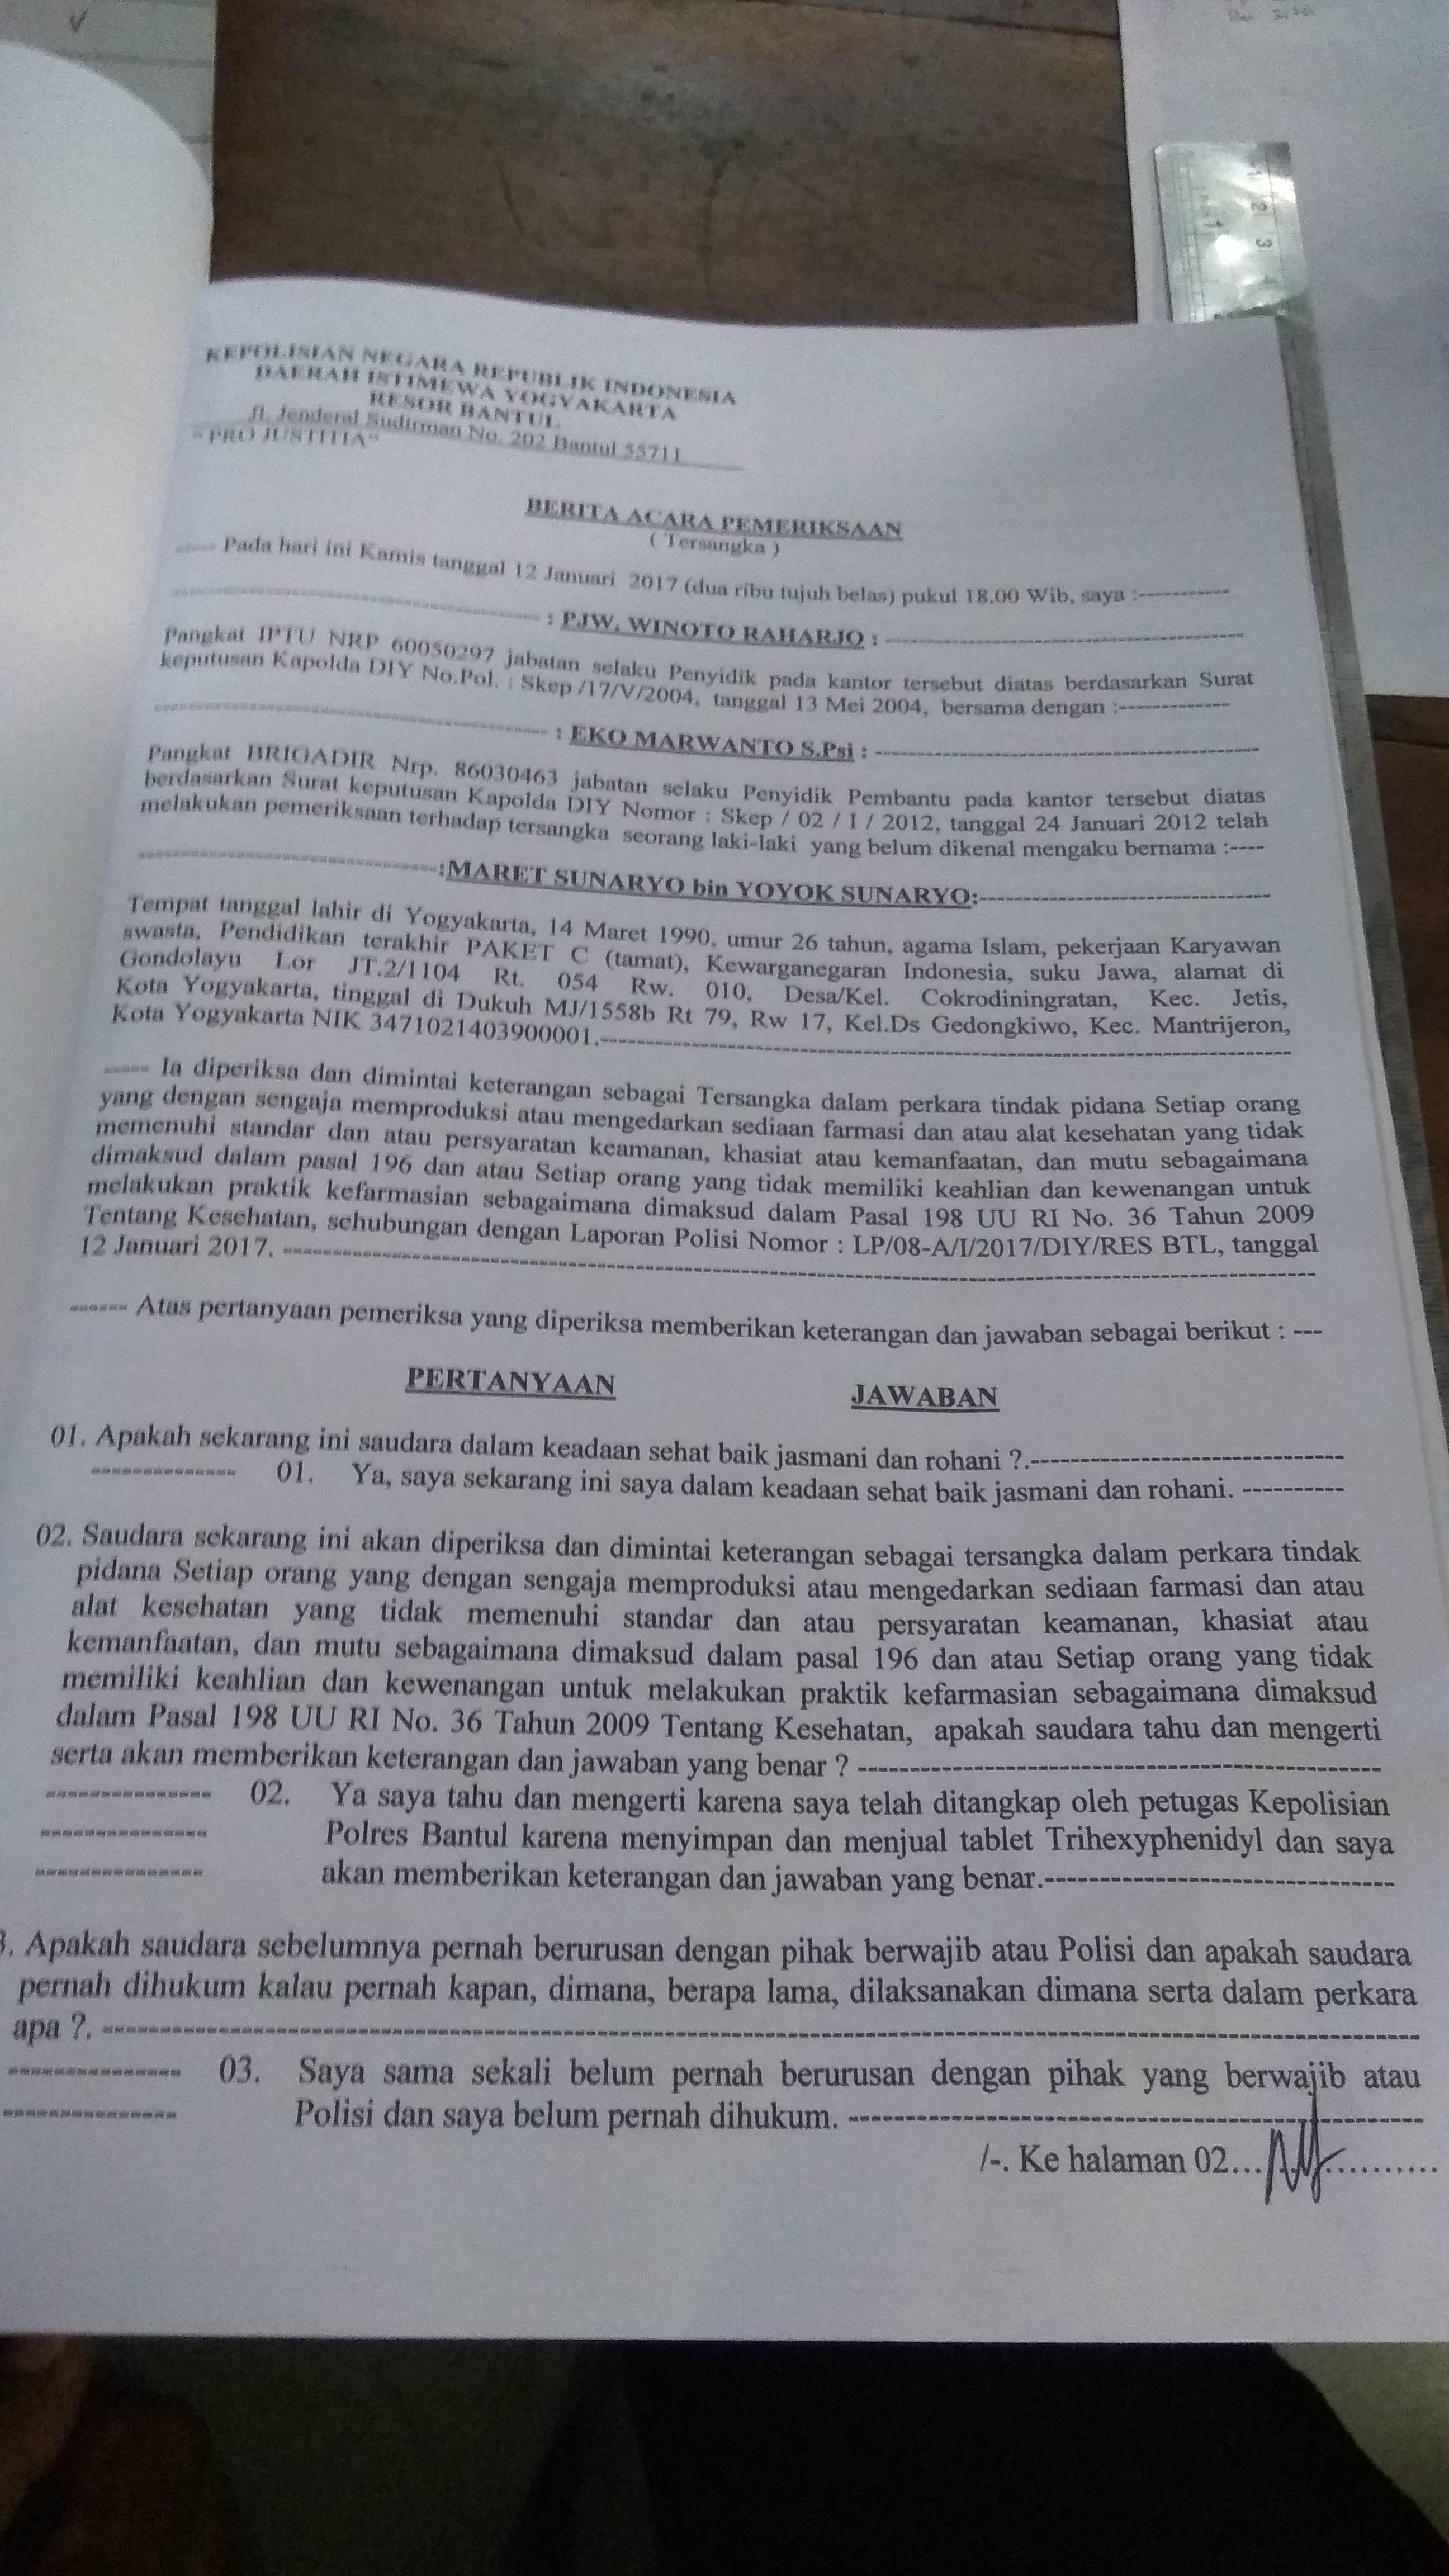 KEPOLISIAN NEGARA REPUBLIK INDONESIA
DAERAH ISTIMEWA YOGYAKARTA
RESOR BANTUL
Jl. Jenderal Sudirman No. 202 Bantul 55711
"PRO JUSTITIA"
BERITA ACARA PEMERIKSAAN
( Tersangka )
----- Pada hari ini Kamis tanggal 12 Januari 2017 (dua ribu tujuh belas) pukul 18.00 Wib, saya :-----------
: PJW. WINOTO RAHARJO :
Pangkat IPTU NRP 60050297 jabatan selaku Penyidik pada kantor tersebut diatas berdasarkan Surat
keputusan Kapolda DIY No.Pol. : Skep /17/V/2004, tanggal 13 Mei 2004, bersama dengan :-------------
: EKO MARWANTO S.Psi :
Pangkat BRIGADIR Nrp. 86030463 jabatan selaku Penyidik Pembantu pada kantor tersebut diatas
berdasarkan Surat keputusan Kapolda DIY Nomor : Skep / 02 / I / 2012, tanggal 24 Januari 2012 telah
melakukan pemeriksaan terhadap tersangka seorang laki-laki yang belum dikenal mengaku bernama :----
:MARET SUNARYO bin YOYOK SUNARYO:
Tempat tanggal lahir di Yogyakarta, 14 Maret 1990, umur 26 tahun, agama Islam, pekerjaan Karyawan
swasta, Pendidikan terakhir PAKET C (tamat), Kewarganegaran Indonesia, suku Jawa, alamat di
Gondolayu Lor JT.2/1104 Rt. 054 Rw. 010, Desa/Kel. Cokrodiningratan, Kec. Jetis,
Kota Yogyakarta, tinggal di Dukuh MJ/1558b Rt 79, Rw 17, Kel.Ds Gedongkiwo, Kec. Mantrijeron,
Kota Yogyakarta NIK 3471021403900001.
----- Ia diperiksa dan dimintai keterangan sebagai Tersangka dalam perkara tindak pidana Setiap orang
yang dengan sengaja memproduksi atau mengedarkan sediaan farmasi dan atau alat kesehatan yang tidak
memenuhi standar dan atau persyaratan keamanan, khasiat atau kemanfaatan, dan mutu sebagaimana
dimaksud dalam pasal 196 dan atau Setiap orang yang tidak memiliki keahlian dan kewenangan untuk
melakukan praktik kefarmasian sebagaimana dimaksud dalam Pasal 198 UU RI No. 36 Tahun 2009
Tentang Kesehatan, sehubungan dengan Laporan Polisi Nomor : LP/08-A/I/2017/DIY/RES BTL, tanggal
12 Januari 2017.
------ Atas pertanyaan pemeriksa yang diperiksa memberikan keterangan dan jawaban sebagai berikut : ---
PERTANYAAN JAWABAN
01. Apakah sekarang ini saudara dalam keadaan sehat baik jasmani dan rohani ?.
01. Ya, saya sekarang ini saya dalam keadaan sehat baik jasmani dan rohani. ----------
02. Saudara sekarang ini akan diperiksa dan dimintai keterangan sebagai tersangka dalam perkara tindak
pidana Setiap orang yang dengan sengaja memproduksi atau mengedarkan sediaan farmasi dan atau
alat kesehatan yang tidak memenuhi standar dan atau persyaratan keamanan, khasiat atau
kemanfaatan, dan mutu sebagaimana dimaksud dalam pasal 196 dan atau Setiap orang yang tidak
memiliki keahlian dan kewenangan untuk melakukan praktik kefarmasian sebagaimana dimaksud
dalam Pasal 198 UU RI No. 36 Tahun 2009 Tentang Kesehatan, apakah saudara tahu dan mengerti
serta akan memberikan keterangan dan jawaban yang benar ?
02. Ya saya tahu dan mengerti karena saya telah ditangkap oleh petugas Kepolisian
Polres Bantul karena menyimpan dan menjual tablet Trihexyphenidyl dan saya
akan memberikan keterangan dan jawaban yang benar.
3. Apakah saudara sebelumnya pernah berurusan dengan pihak berwajib atau Polisi dan apakah saudara
pernah dihukum kalau pernah kapan, dimana, berapa lama, dilaksanakan dimana serta dalam perkara
apa ?.
03. Saya sama sekali belum pernah berurusan dengan pihak yang berwajib atau
Polisi dan saya belum pernah dihukum.
/-. Ke halaman 02...